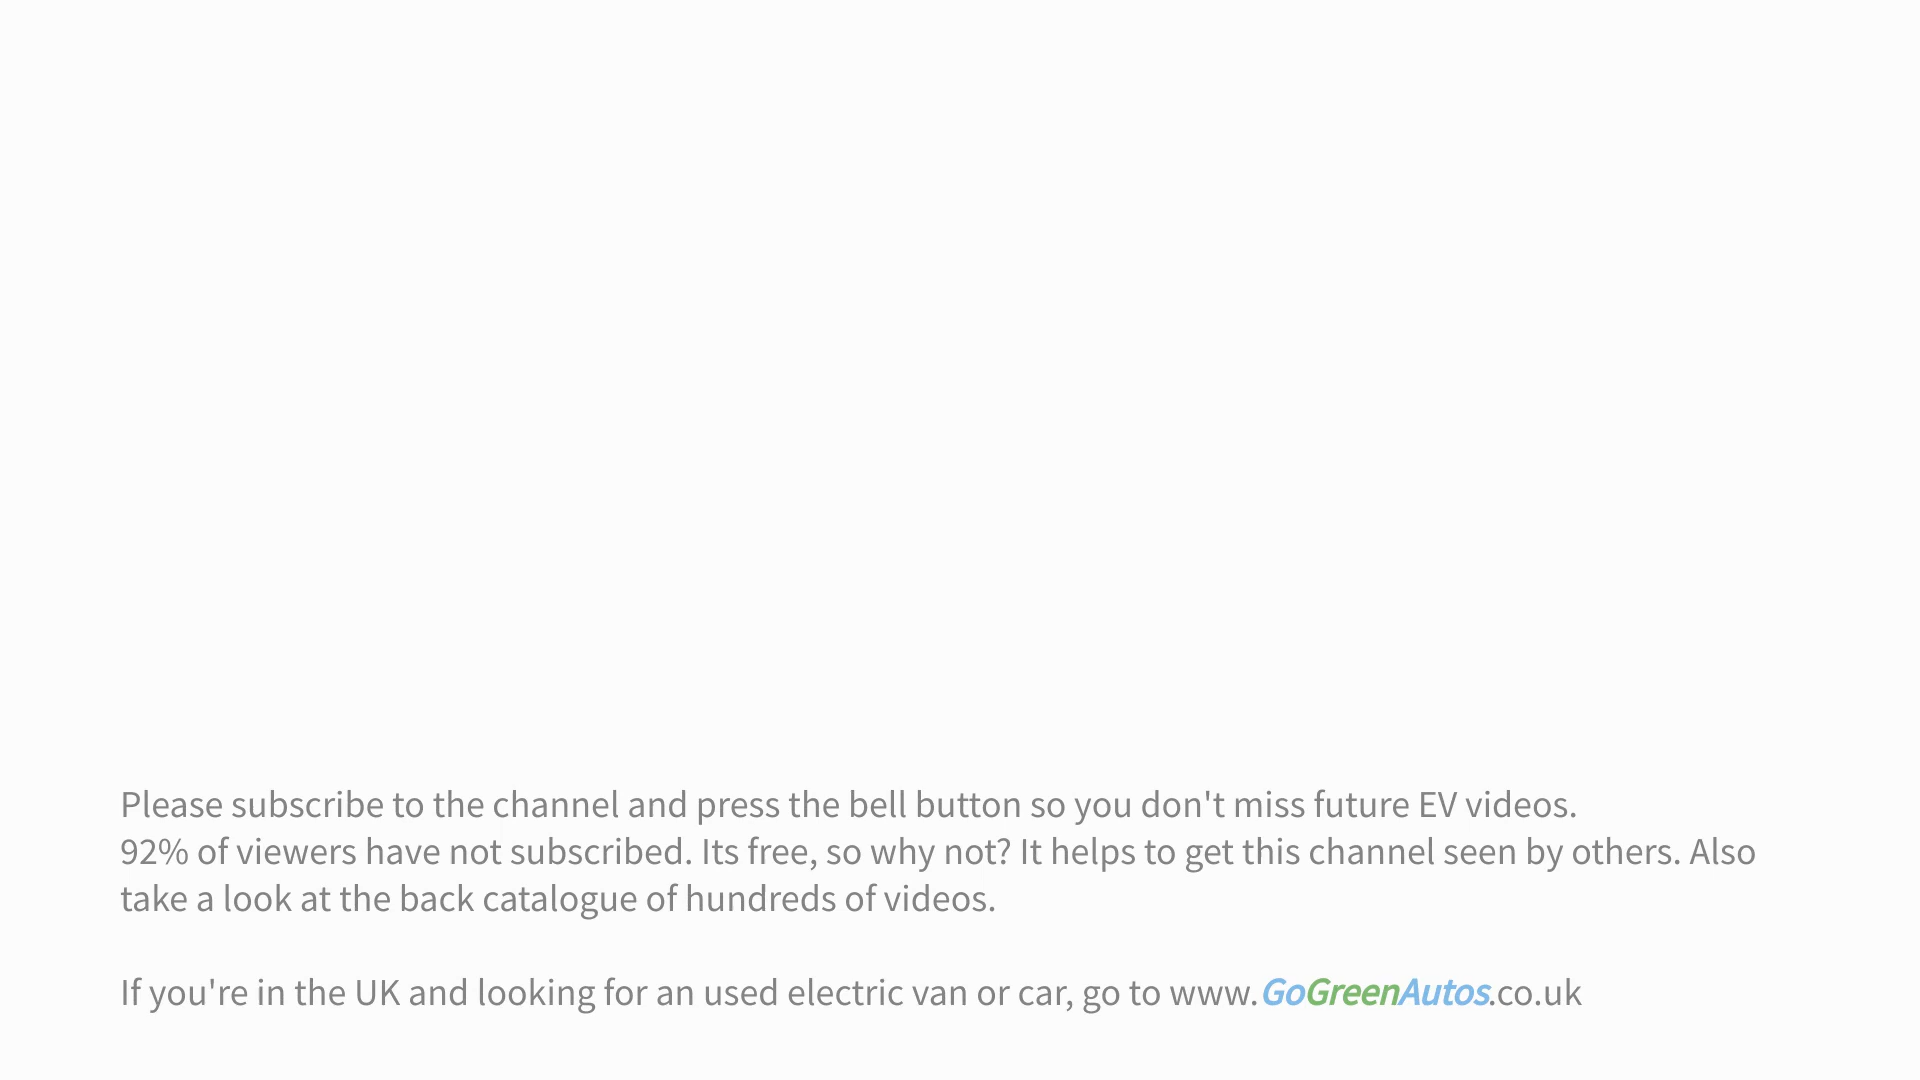 Please subscribe to the channel and press the bell button so you don't miss future EV videos.
92% of viewers have not subscribed. Its free, so why not? It helps to get this channel seen by others. Also
take a look at the back catalogue of hundreds of videos.
If you're in the UK and looking for an used electric van or car, go to www.GoGreenAutos.co.uk